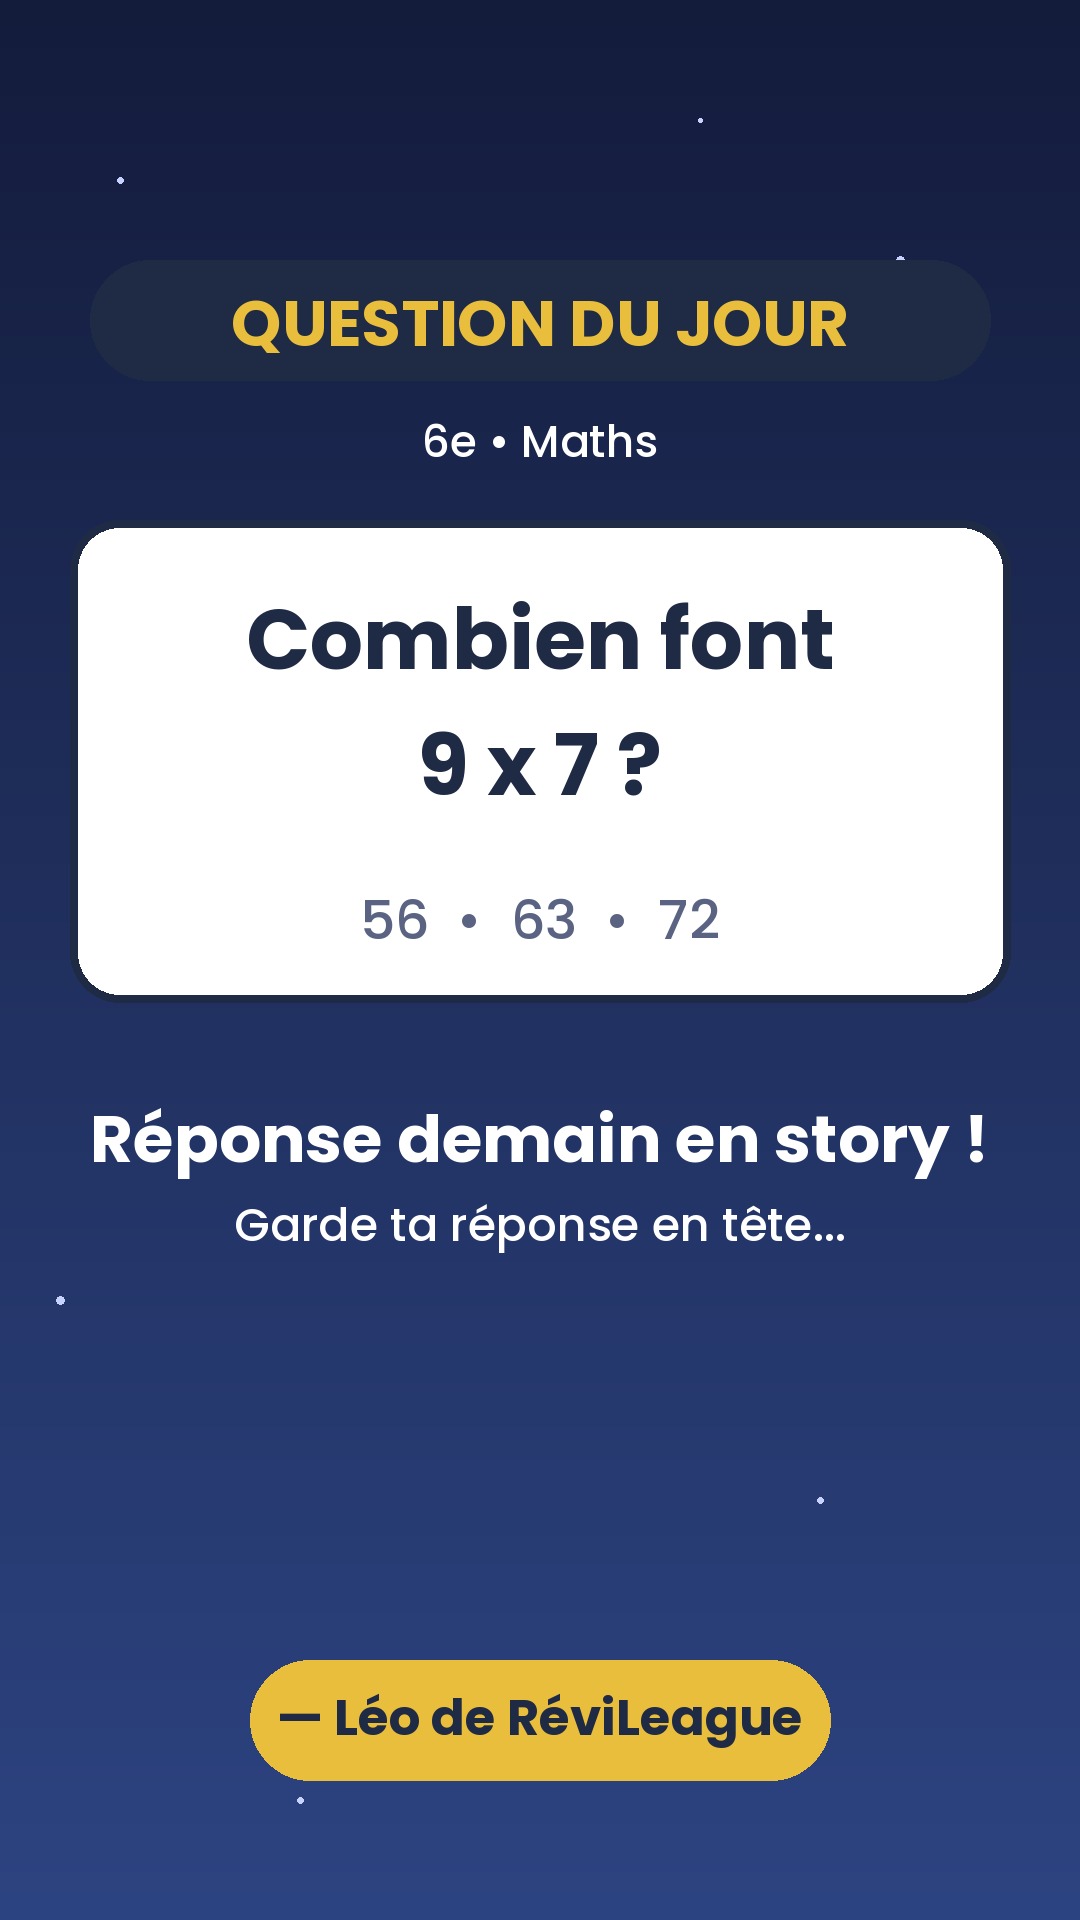 QUESTION DU JOUR
6e • Maths
Combien font
9 x 7 ?
56 • 63 • 72
Réponse demain en story !
Garde ta réponse en tête...
— Léo de RéviLeague